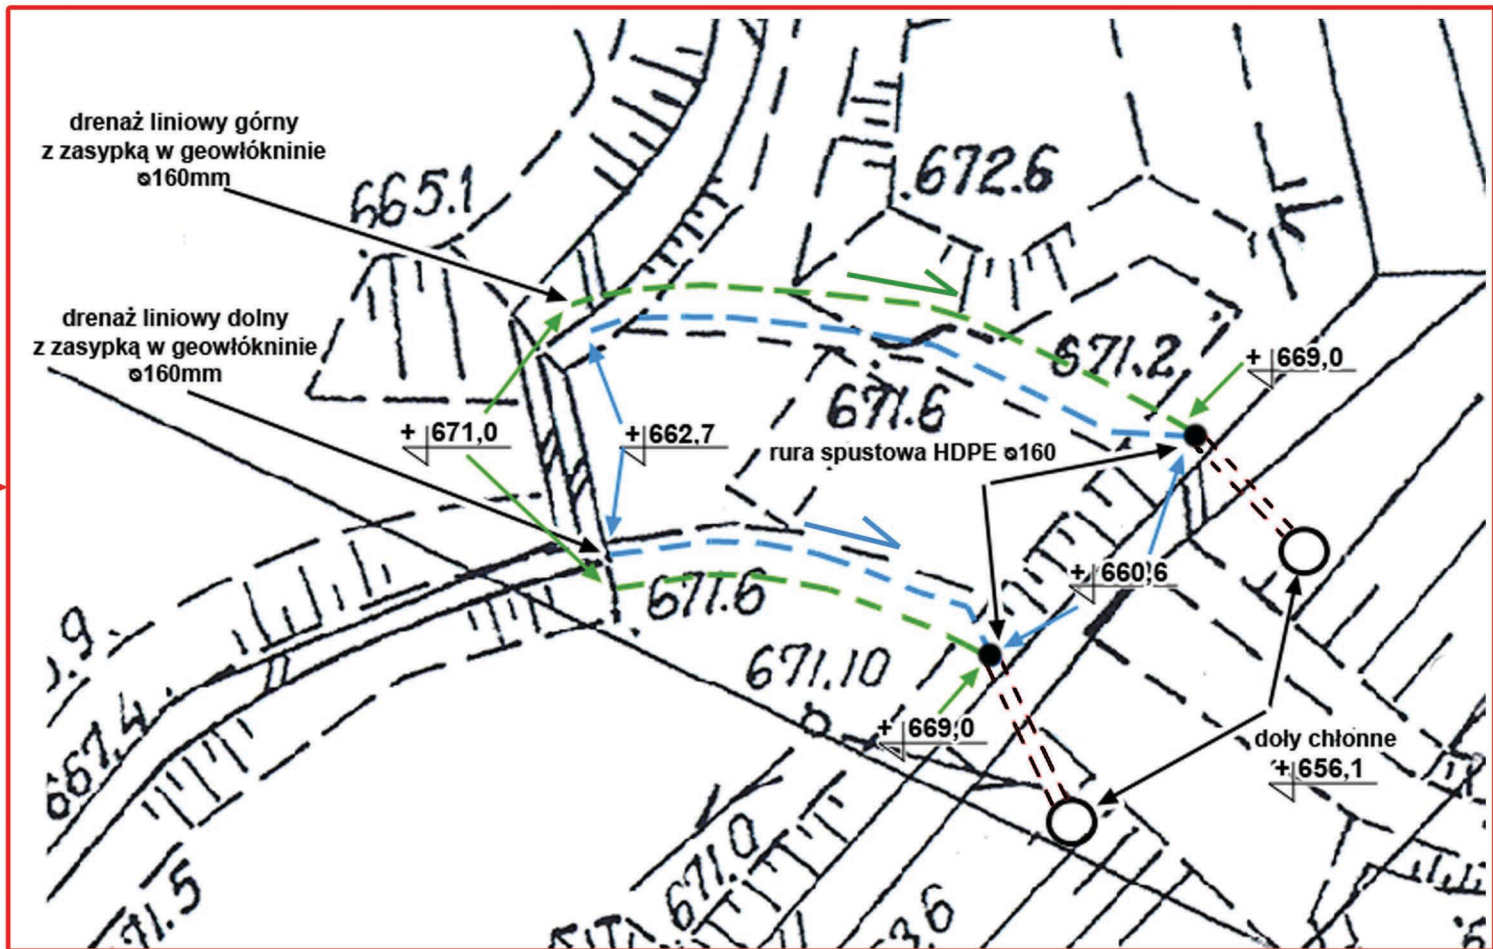 drenaż liniowy górny
z zasypką w geowłókninie
ø160mm
665.1
672.6
drenaż liniowy dolny
z zasypką w geowłókninie
ø160mm
671.2
+669,0
671.6
+671,0
+662,7
rura spustowa HDPE ø160
+660,6
671.6
671.10
+669,0
doły chłonne
+656,1
667.4
671.0